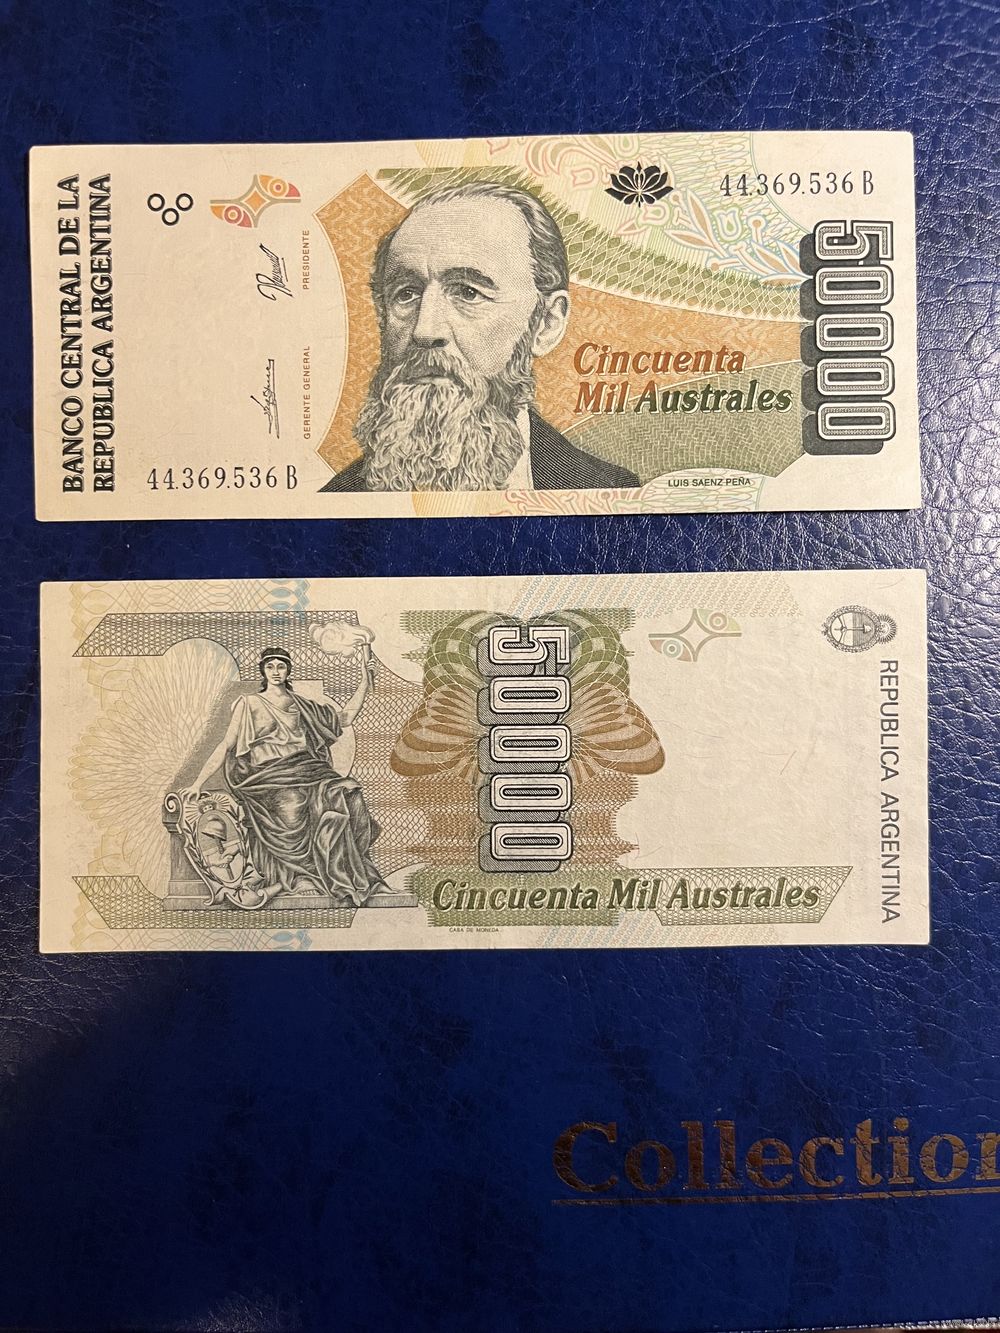 BANCO CENTRAL DE LA
REPUBLICA ARGENTINA
44.369.536 B
PRESIDENTE
GERENTE GENERAL
50000
Cincuenta
Mil Australes
LUIS SAENZ PEÑA
44.369.536 B
50000
REPUBLICA ARGENTINA
Cincuenta Mil Australes
CASA DE MONEDA
Collection